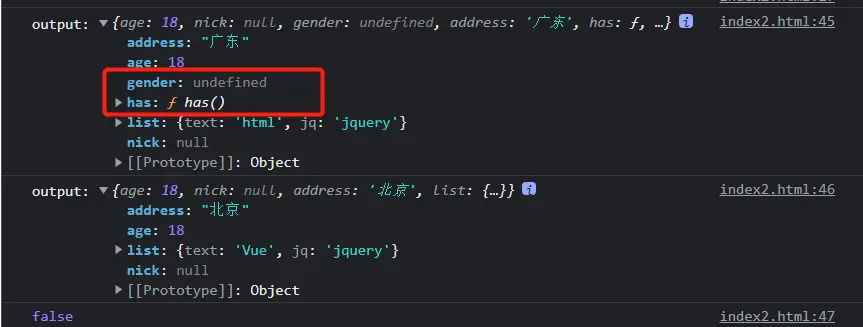 output: ▼{age: 18, nick: null, gender: undefined, address: '广东', has: ƒ, …} i index2.html:45
address: "广东"
age: 18
gender: undefined
▶ has: ƒ has()
▶ list: {text: 'html', jq: 'jquery'}
nick: null
▶ [[Prototype]]: Object
output: ▼{age: 18, nick: null, address: '北京', list: {…}} i index2.html:46
address: "北京"
age: 18
▶ list: {text: 'Vue', jq: 'jquery'}
nick: null
▶ [[Prototype]]: Object
false index2.html:47